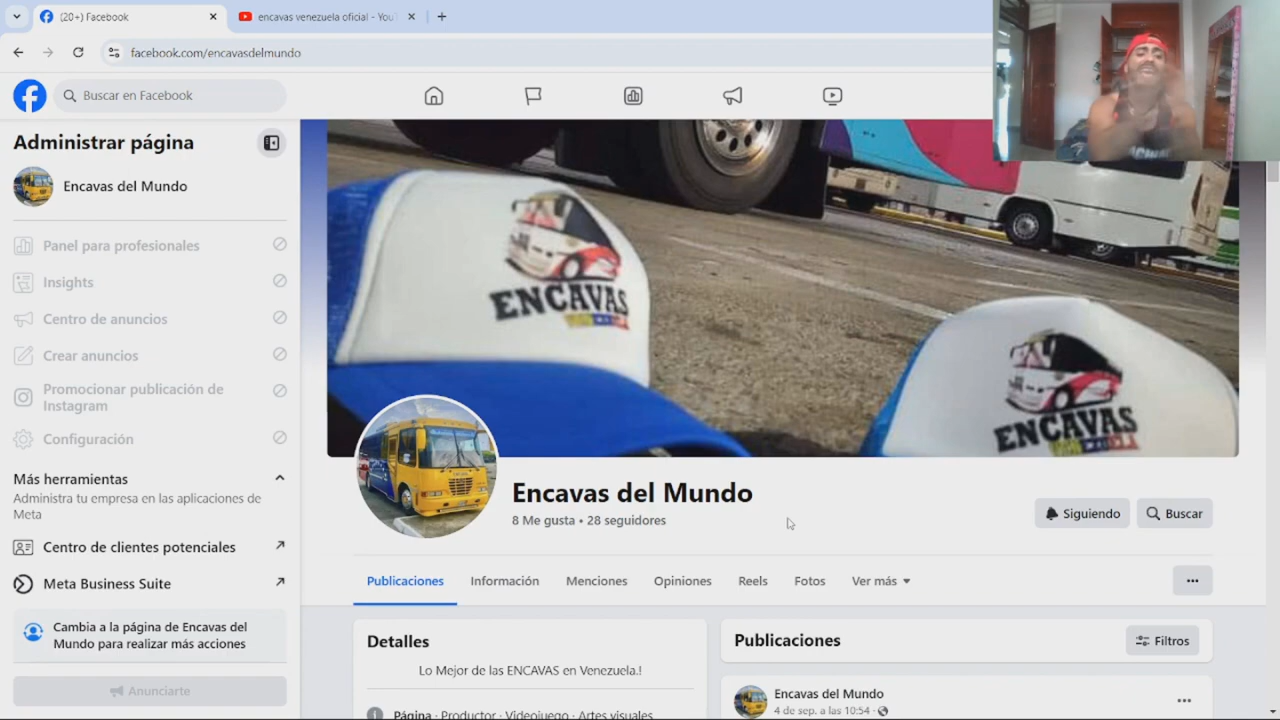 (20+) Facebook
encavas venezuela oficial - You
facebook.com/encavasdelmundo
Buscar en Facebook
Administrar página
Encavas del Mundo
Panel para profesionales
Insights
Centro de anuncios
Crear anuncios
Promocionar publicación de
Instagram
Configuración
Más herramientas
Administra tu empresa en las aplicaciones de
Meta
Centro de clientes potenciales
Meta Business Suite
Cambia a la página de Encavas del
Mundo para realizar más acciones
Anunciarte
ENCAVAS
ENCAVAS
Encavas del Mundo
8 Me gusta • 28 seguidores
Siguiendo
Buscar
Publicaciones
Información
Menciones
Opiniones
Reels
Fotos
Ver más
Detalles
Lo Mejor de las ENCAVAS en Venezuela.!
Página · Productor · Videojuego · Artes visuales
Publicaciones
Filtros
Encavas del Mundo
4 de sep. a las 10:54 ·